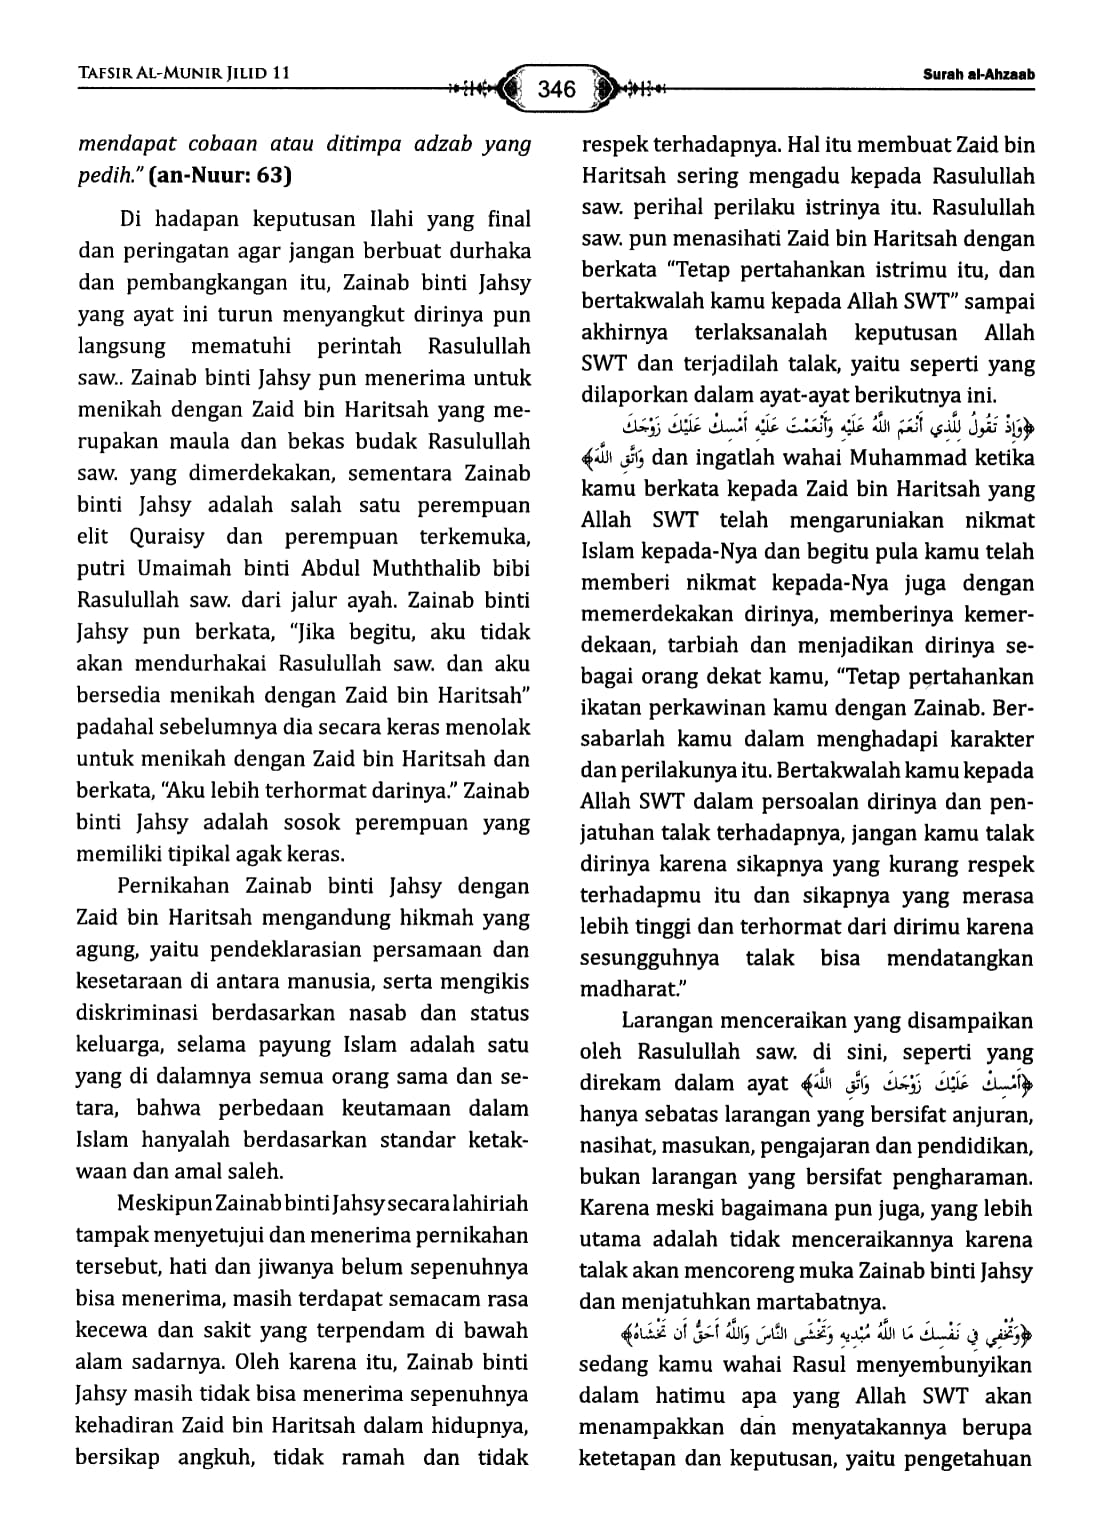 TAFSIR AL-MUNIR JILID 11
346
Surah al-Ahzaab
mendapat cobaan atau ditimpa adzab yang
pedih.” (an-Nuur: 63)
Di hadapan keputusan Ilahi yang final
dan peringatan agar jangan berbuat durhaka
dan pembangkangan itu, Zainab binti Jahsy
yang ayat ini turun menyangkut dirinya pun
langsung mematuhi perintah Rasulullah
saw.. Zainab binti Jahsy pun menerima untuk
menikah dengan Zaid bin Haritsah yang me-
rupakan maula dan bekas budak Rasulullah
saw. yang dimerdekakan, sementara Zainab
binti Jahsy adalah salah satu perempuan
elit Quraisy dan perempuan terkemuka,
putri Umaimah binti Abdul Muththalib bibi
Rasulullah saw. dari jalur ayah. Zainab binti
Jahsy pun berkata, “Jika begitu, aku tidak
akan mendurhakai Rasulullah saw. dan aku
bersedia menikah dengan Zaid bin Haritsah”
padahal sebelumnya dia secara keras menolak
untuk menikah dengan Zaid bin Haritsah dan
berkata, “Aku lebih terhormat darinya.” Zainab
binti Jahsy adalah sosok perempuan yang
memiliki tipikal agak keras.
Pernikahan Zainab binti Jahsy dengan
Zaid bin Haritsah mengandung hikmah yang
agung, yaitu pendeklarasian persamaan dan
kesetaraan di antara manusia, serta mengikis
diskriminasi berdasarkan nasab dan status
keluarga, selama payung Islam adalah satu
yang di dalamnya semua orang sama dan se-
tara, bahwa perbedaan keutamaan dalam
Islam hanyalah berdasarkan standar ketak-
waan dan amal saleh.
Meskipun Zainab binti Jahsy secara lahiriah
tampak menyetujui dan menerima pernikahan
tersebut, hati dan jiwanya belum sepenuhnya
bisa menerima, masih terdapat semacam rasa
kecewa dan sakit yang terpendam di bawah
alam sadarnya. Oleh karena itu, Zainab binti
Jahsy masih tidak bisa menerima sepenuhnya
kehadiran Zaid bin Haritsah dalam hidupnya,
bersikap angkuh, tidak ramah dan tidak
respek terhadapnya. Hal itu membuat Zaid bin
Haritsah sering mengadu kepada Rasulullah
saw. perihal perilaku istrinya itu. Rasulullah
saw. pun menasihati Zaid bin Haritsah dengan
berkata “Tetap pertahankan istrimu itu, dan
bertakwalah kamu kepada Allah SWT” sampai
akhirnya terlaksanalah keputusan Allah
SWT dan terjadilah talak, yaitu seperti yang
dilaporkan dalam ayat-ayat berikutnya ini.
﴿وَإِذْ تَقُولُ لِلَّذِي أَنْعَمَ اللَّهُ عَلَيْهِ وَأَنْعَمْتَ عَلَيْهِ أَمْسِكْ عَلَيْكَ زَوْجَكَ
وَاتَّقِ اللَّهَ﴾ dan ingatlah wahai Muhammad ketika
kamu berkata kepada Zaid bin Haritsah yang
Allah SWT telah mengaruniakan nikmat
Islam kepada-Nya dan begitu pula kamu telah
memberi nikmat kepada-Nya juga dengan
memerdekakan dirinya, memberinya kemer-
dekaan, tarbiah dan menjadikan dirinya se-
bagai orang dekat kamu, “Tetap pertahankan
ikatan perkawinan kamu dengan Zainab. Ber-
sabarlah kamu dalam menghadapi karakter
dan perilakunya itu. Bertakwalah kamu kepada
Allah SWT dalam persoalan dirinya dan pen-
jatuhan talak terhadapnya, jangan kamu talak
dirinya karena sikapnya yang kurang respek
terhadapmu itu dan sikapnya yang merasa
lebih tinggi dan terhormat dari dirimu karena
sesungguhnya talak bisa mendatangkan
madharat.”
Larangan menceraikan yang disampaikan
oleh Rasulullah saw. di sini, seperti yang
direkam dalam ayat ﴿أَمْسِكْ عَلَيْكَ زَوْجَكَ وَاتَّقِ اللَّهَ﴾
hanya sebatas larangan yang bersifat anjuran,
nasihat, masukan, pengajaran dan pendidikan,
bukan larangan yang bersifat pengharaman.
Karena meski bagaimana pun juga, yang lebih
utama adalah tidak menceraikannya karena
talak akan mencoreng muka Zainab binti Jahsy
dan menjatuhkan martabatnya.
﴿وَتُخْفِي فِي نَفْسِكَ مَا اللَّهُ مُبْدِيهِ وَتَخْشَى النَّاسَ وَاللَّهُ أَحَقُّ أَن تَخْشَاهُ﴾
sedang kamu wahai Rasul menyembunyikan
dalam hatimu apa yang Allah SWT akan
menampakkan dan menyatakannya berupa
ketetapan dan keputusan, yaitu pengetahuan